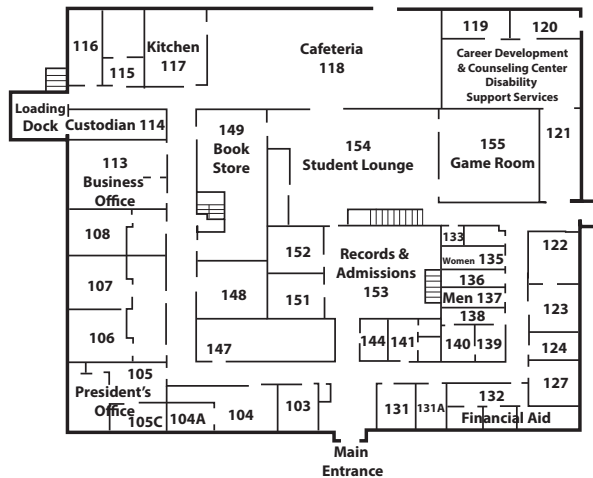 119
120
116
Kitchen
117
Cafeteria
118
115
Career Development
& Counseling Center
Disability
Support Services
Loading
Dock
Custodian 114
149
Book
Store
154
Student Lounge
155
Game Room
121
113
Business
Office
108
152
Records &
Admissions
153
133
Women 135
136
Men 137
138
122
107
148
151
123
106
147
144
141
140
139
124
105
President's
Office
105C
104A
104
103
131
131A
132
Financial Aid
127
Main
Entrance